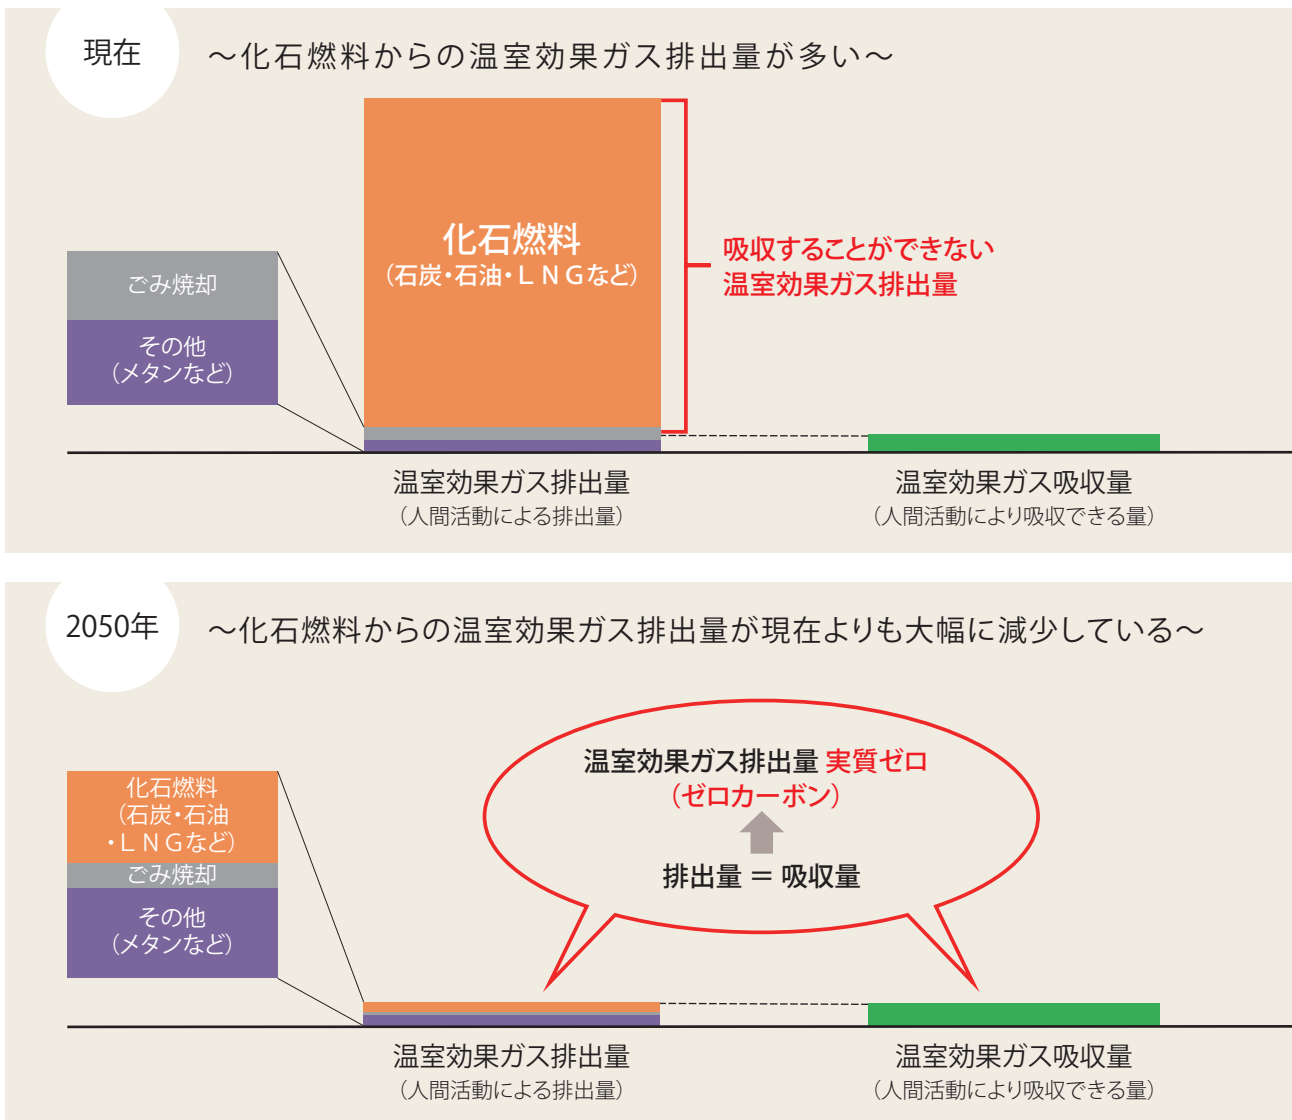 現在
～化石燃料からの温室効果ガス排出量が多い～
化石燃料
（石炭・石油・ＬＮＧなど）
吸収することができない
温室効果ガス排出量
ごみ焼却
その他
（メタンなど）
温室効果ガス排出量
（人間活動による排出量）
温室効果ガス吸収量
（人間活動により吸収できる量）
2050年
～化石燃料からの温室効果ガス排出量が現在よりも大幅に減少している～
温室効果ガス排出量 実質ゼロ
（ゼロカーボン）
排出量 ＝ 吸収量
化石燃料
（石炭・石油
・ＬＮＧなど）
ごみ焼却
その他
（メタンなど）
温室効果ガス排出量
（人間活動による排出量）
温室効果ガス吸収量
（人間活動により吸収できる量）